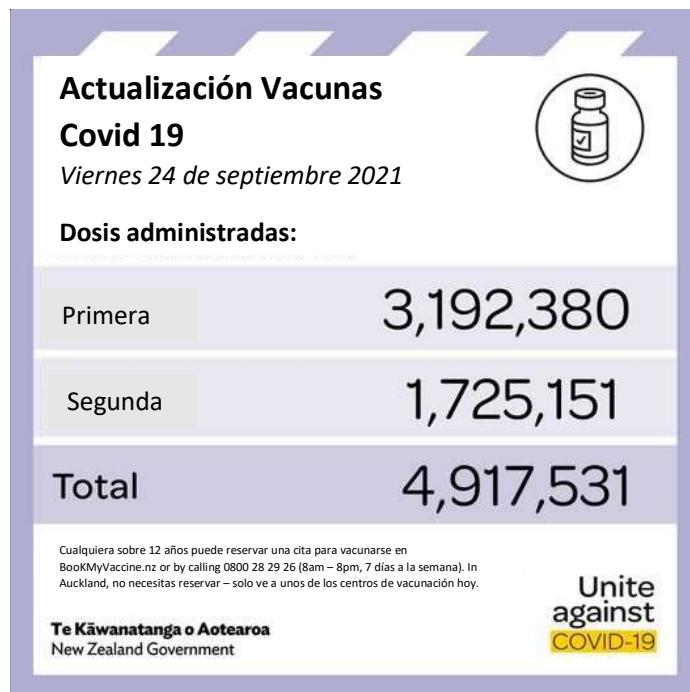 Actualización Vacunas
Covid 19
Viernes 24 de septiembre 2021
Dosis administradas:
Primera 3,192,380
Segunda 1,725,151
Total 4,917,531
Cualquiera sobre 12 años puede reservar una cita para vacunarse en
BooKMyVaccine.nz or by calling 0800 28 29 26 (8am – 8pm, 7 días a la semana). In
Auckland, no necesitas reservar – solo ve a unos de los centros de vacunación hoy.
Te Kāwanatanga o Aotearoa
New Zealand Government
Unite
against
COVID-19